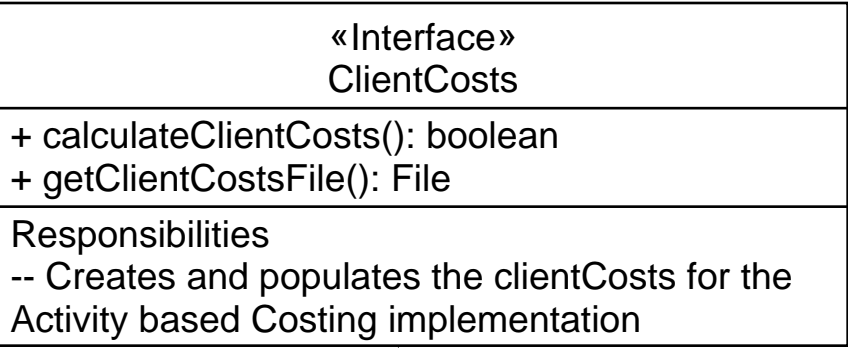 «Interface»
ClientCosts
+ calculateClientCosts(): boolean
+ getClientCostsFile(): File
Responsibilities
-- Creates and populates the clientCosts for the
Activity based Costing implementation